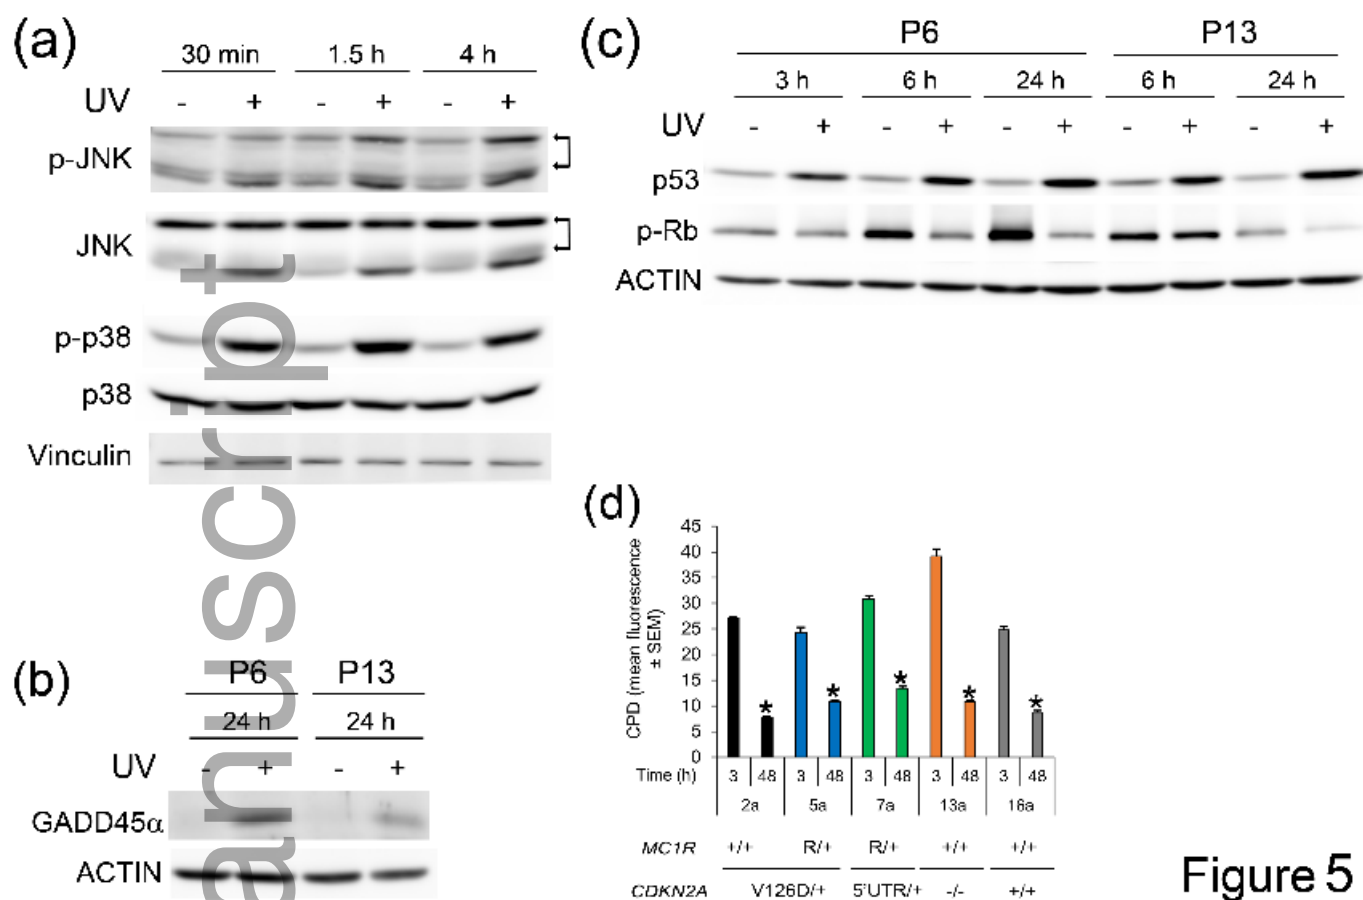 (a)
30 min 1.5 h 4 h
UV - + - + - +
p-JNK
JNK
p-p38
p38
Vinculin
(b)
P6 P13
24 h 24 h
UV - + - +
GADD45α
ACTIN
(c)
P6 P13
3 h 6 h 24 h 6 h 24 h
UV - + - + - + - + - +
p53
p-Rb
ACTIN
(d)
CPD (mean fluorescence
± SEM)
45
40
35
30
25
20
15
10
5
0
* * * * *
Time (h) 3 48 3 48 3 48 3 48 3 48
2a 5a 7a 13a 16a
MC1R +/+ R/+ R/+ +/+ +/+
CDKN2A V126D/+ 5'UTR/+ -/- +/+
Figure 5
anuscript